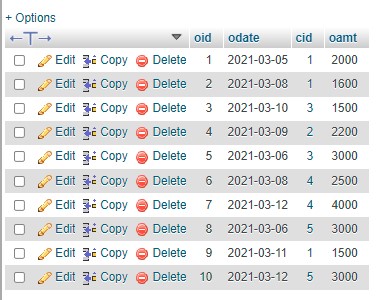 + Options
←T→ oid odate cid oamt
Edit Copy Delete 1 2021-03-05 1 2000
Edit Copy Delete 2 2021-03-08 1 1600
Edit Copy Delete 3 2021-03-10 3 1500
Edit Copy Delete 4 2021-03-09 2 2200
Edit Copy Delete 5 2021-03-06 3 3000
Edit Copy Delete 6 2021-03-08 4 2500
Edit Copy Delete 7 2021-03-12 4 4000
Edit Copy Delete 8 2021-03-06 5 3000
Edit Copy Delete 9 2021-03-11 1 1500
Edit Copy Delete 10 2021-03-12 5 3000